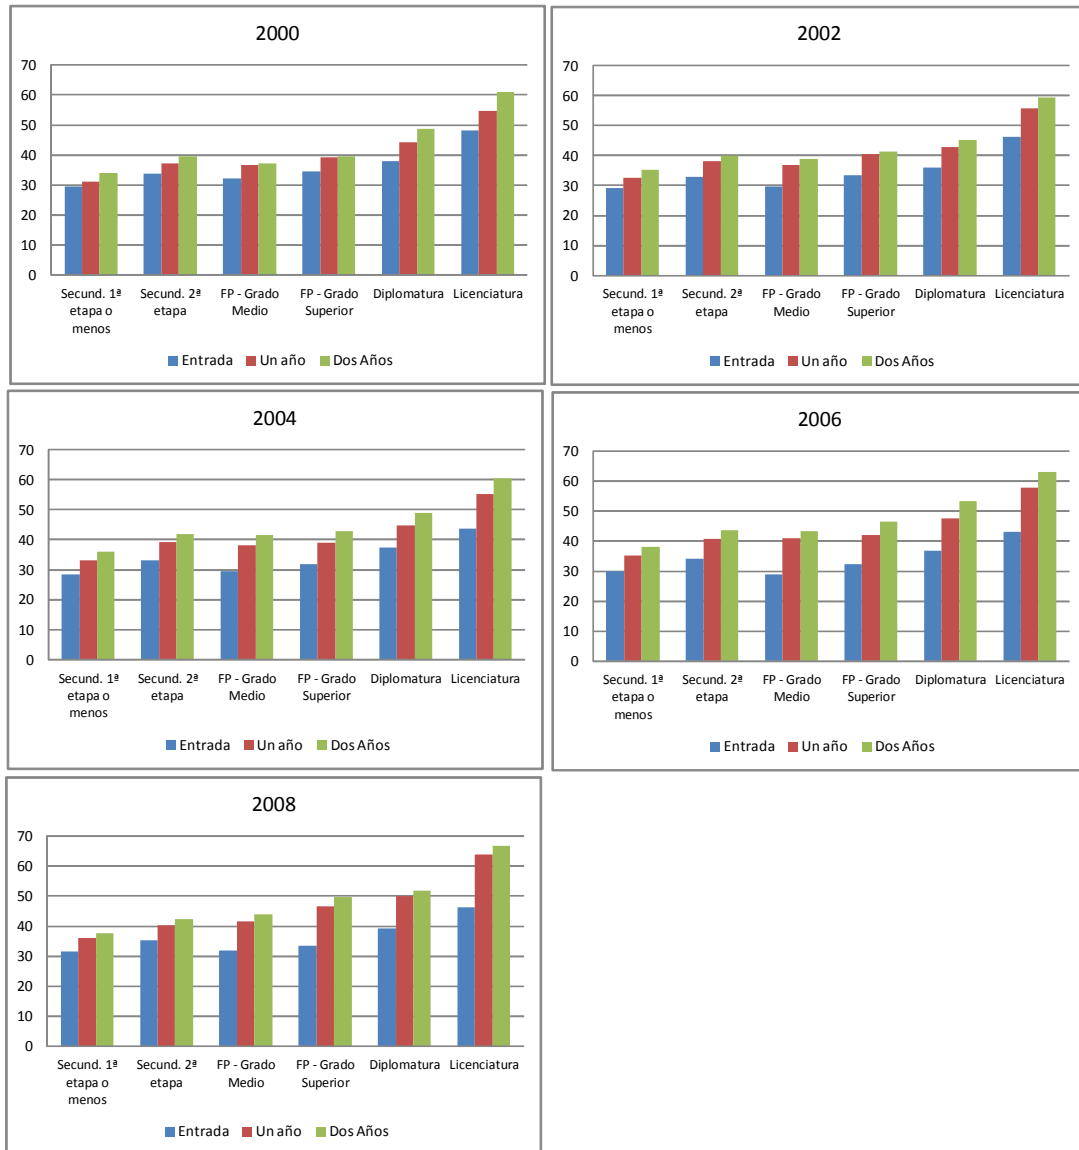 2000
70
60
50
40
30
20
10
0
Secund. 1ª etapa o menos
Secund. 2ª etapa
FP - Grado Medio
FP - Grado Superior
Diplomatura
Licenciatura
Entrada Un año Dos Años
2002
70
60
50
40
30
20
10
0
Secund. 1ª etapa o menos
Secund. 2ª etapa
FP - Grado Medio
FP - Grado Superior
Diplomatura
Licenciatura
Entrada Un año Dos Años
2004
70
60
50
40
30
20
10
0
Secund. 1ª etapa o menos
Secund. 2ª etapa
FP - Grado Medio
FP - Grado Superior
Diplomatura
Licenciatura
Entrada Un año Dos Años
2006
70
60
50
40
30
20
10
0
Secund. 1ª etapa o menos
Secund. 2ª etapa
FP - Grado Medio
FP - Grado Superior
Diplomatura
Licenciatura
Entrada Un año Dos Años
2008
70
60
50
40
30
20
10
0
Secund. 1ª etapa o menos
Secund. 2ª etapa
FP - Grado Medio
FP - Grado Superior
Diplomatura
Licenciatura
Entrada Un año Dos Años